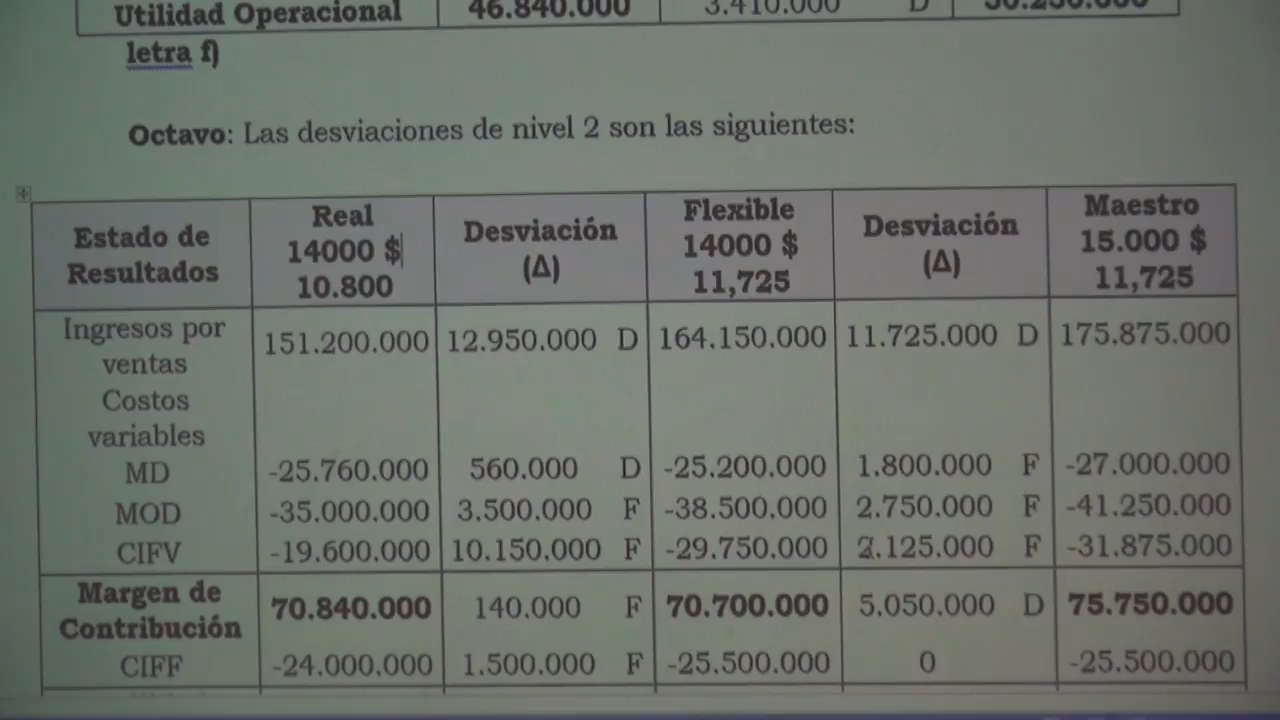 Utilidad Operacional 46.840.000 3.410.000 D
letra f)
Octavo: Las desviaciones de nivel 2 son las siguientes:
Estado de Resultados
Real 14000 $ 10.800
Desviación (Δ)
Flexible 14000 $ 11,725
Desviación (Δ)
Maestro 15.000 $ 11,725
Ingresos por ventas 151.200.000 12.950.000 D 164.150.000 11.725.000 D 175.875.000
Costos variables
MD -25.760.000 560.000 D -25.200.000 1.800.000 F -27.000.000
MOD -35.000.000 3.500.000 F -38.500.000 2.750.000 F -41.250.000
CIFV -19.600.000 10.150.000 F -29.750.000 2.125.000 F -31.875.000
Margen de Contribución 70.840.000 140.000 F 70.700.000 5.050.000 D 75.750.000
CIFF -24.000.000 1.500.000 F -25.500.000 0 -25.500.000